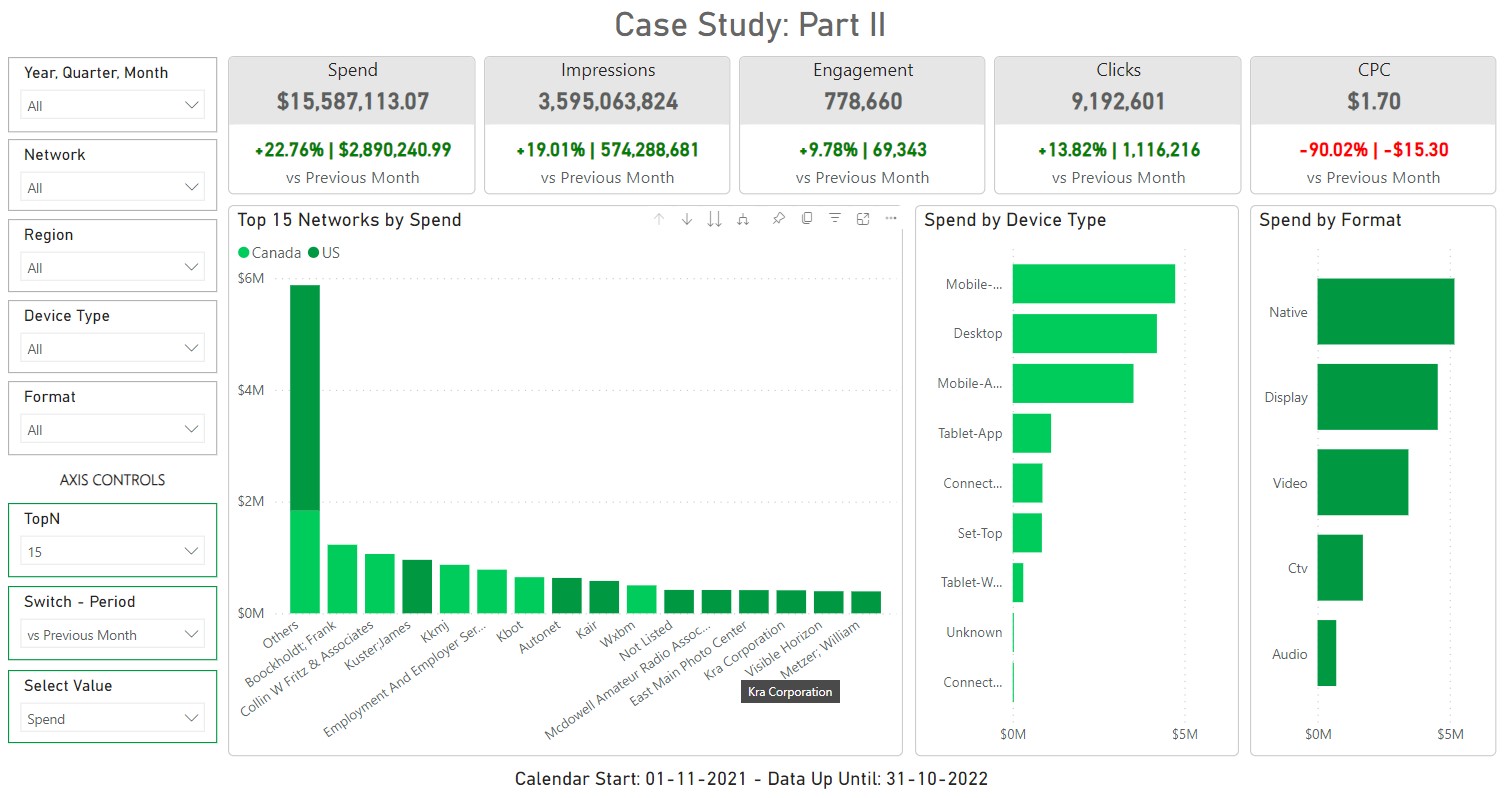 Case Study: Part II
Year, Quarter, Month
All
Network
All
Region
All
Device Type
All
Format
All
AXIS CONTROLS
TopN
15
Switch - Period
vs Previous Month
Select Value
Spend
Spend
$15,587,113.07
+22.76% | $2,890,240.99
vs Previous Month
Impressions
3,595,063,824
+19.01% | 574,288,681
vs Previous Month
Engagement
778,660
+9.78% | 69,343
vs Previous Month
Clicks
9,192,601
+13.82% | 1,116,216
vs Previous Month
CPC
$1.70
-90.02% | -$15.30
vs Previous Month
Top 15 Networks by Spend
Canada US
$6M
$4M
$2M
$0M
Others
Boockholdt; Frank
Collin W Fritz & Associates
Kuster;James
Kkmj
Employment And Employer Ser...
Kbot
Autonet
Kair
Wxbm
Not Listed
Mcdowell Amateur Radio Assoc...
East Main Photo Center
Kra Corporation
Visible Horizon
Metzer; William
Kra Corporation
Spend by Device Type
Mobile-...
Desktop
Mobile-A...
Tablet-App
Connect...
Set-Top
Tablet-W...
Unknown
Connect...
$0M $5M
Spend by Format
Native
Display
Video
Ctv
Audio
$0M $5M
Calendar Start: 01-11-2021 - Data Up Until: 31-10-2022